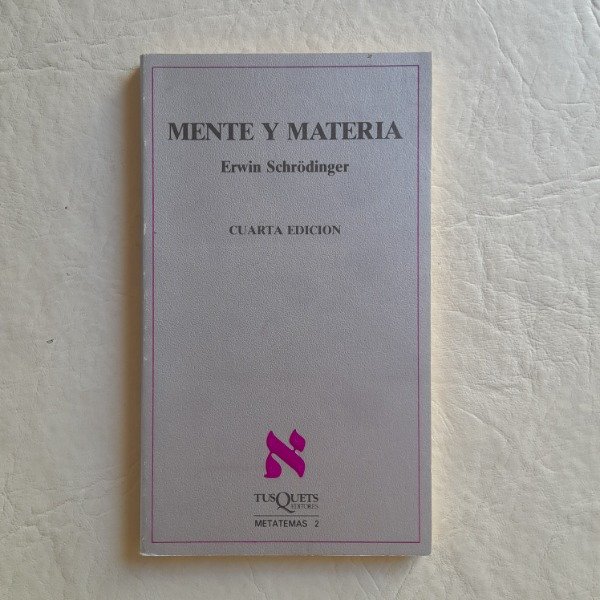 MENTE Y MATERIA
Erwin Schrödinger
CUARTA EDICION
א
TUSQUETS
EDITORES
METATEMAS 2